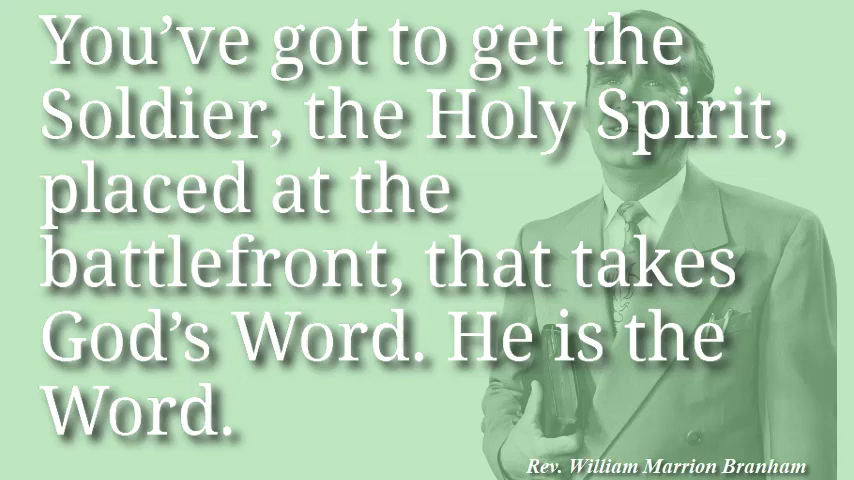 You’ve got to get the
Soldier, the Holy Spirit,
placed at the
battlefront, that takes
God’s Word. He is the
Word.
Rev. William Marrion Branham